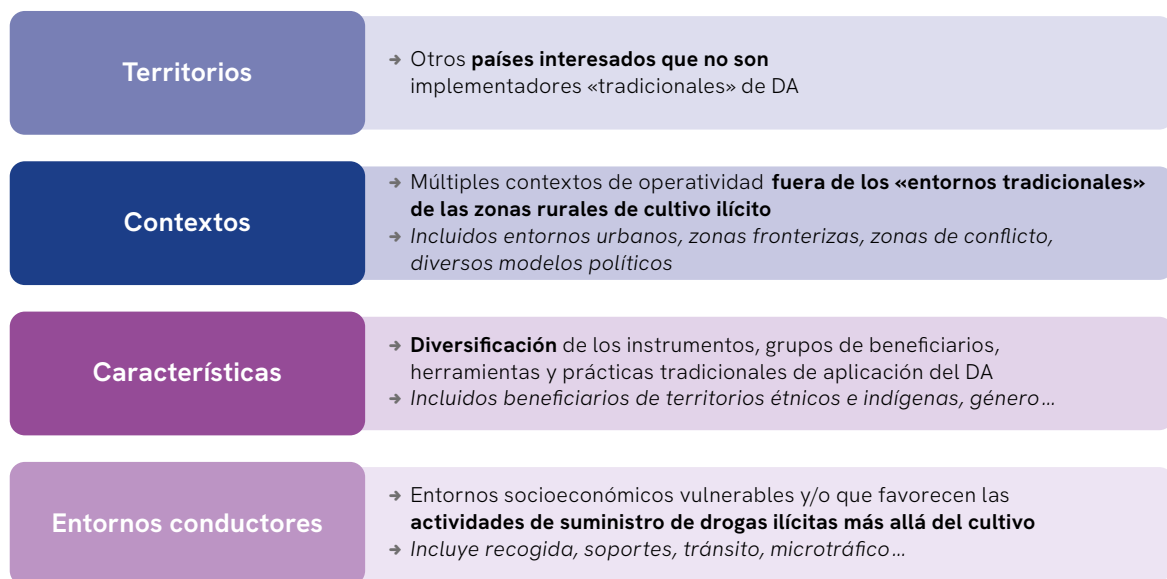 Territorios
→ Otros países interesados que no son
implementadores «tradicionales» de DA
Contextos
→ Múltiples contextos de operatividad fuera de los «entornos tradicionales»
de las zonas rurales de cultivo ilícito
→ Incluidos entornos urbanos, zonas fronterizas, zonas de conflicto,
diversos modelos políticos
Características
→ Diversificación de los instrumentos, grupos de beneficiarios,
herramientas y prácticas tradicionales de aplicación del DA
→ Incluidos beneficiarios de territorios étnicos e indígenas, género...
Entornos conductores
→ Entornos socioeconómicos vulnerables y/o que favorecen las
actividades de suministro de drogas ilícitas más allá del cultivo
→ Incluye recogida, soportes, tránsito, microtráfico...